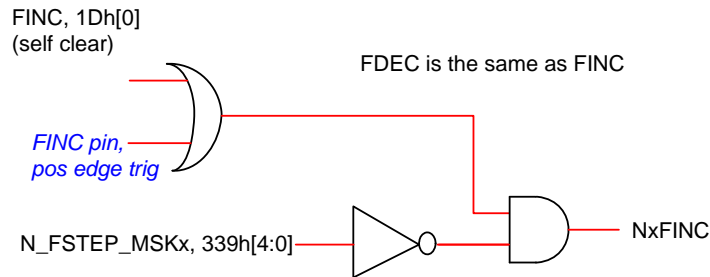 FINC, 1Dh[0]
(self clear)
FDEC is the same as FINC
FINC pin,
pos edge trig
N_FSTEP_MSKx, 339h[4:0]
NxFINC